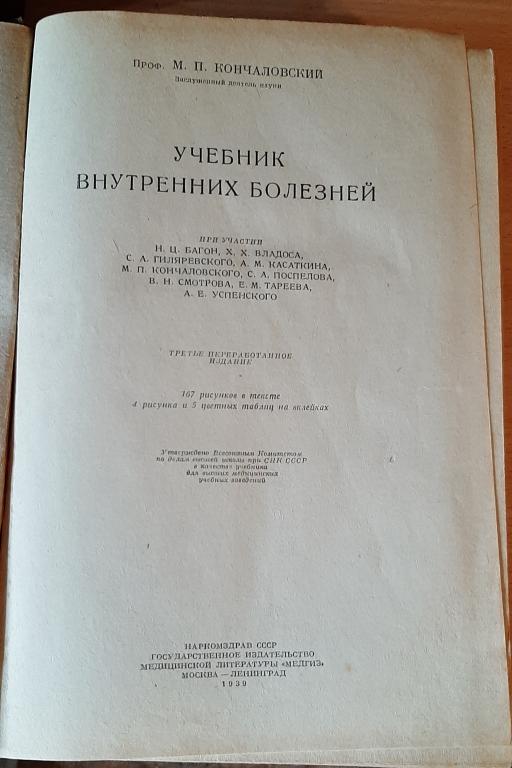 Проф. М. П. КОНЧАЛОВСКИЙ
Заслуженный деятель науки
УЧЕБНИК
ВНУТРЕННИХ БОЛЕЗНЕЙ
ПРИ УЧАСТИИ
Н. Ц. БАГОН, Х. Х. ВЛАДОСА,
С. А. ГИЛЯРЕВСКОГО, А. М. КАСАТКИНА,
М. П. КОНЧАЛОВСКОГО, С. А. ПОСПЕЛОВА,
В. Н. СМОТРОВА, Е. М. ТАРЕЕВА,
А. Е. УСПЕНСКОГО
ТРЕТЬЕ ПЕРЕРАБОТАННОЕ
ИЗДАНИЕ
167 рисунков в тексте
4 рисунка и 5 цветных таблиц на вклейках
Утверждено Всесоюзным Комитетом
по делам высшей школы при СНК СССР
в качестве учебника
для высших медицинских
учебных заведений
НАРКОМЗДРАВ СССР
ГОСУДАРСТВЕННОЕ ИЗДАТЕЛЬСТВО
МЕДИЦИНСКОЙ ЛИТЕРАТУРЫ «МЕДГИЗ»
МОСКВА — ЛЕНИНГРАД
1939